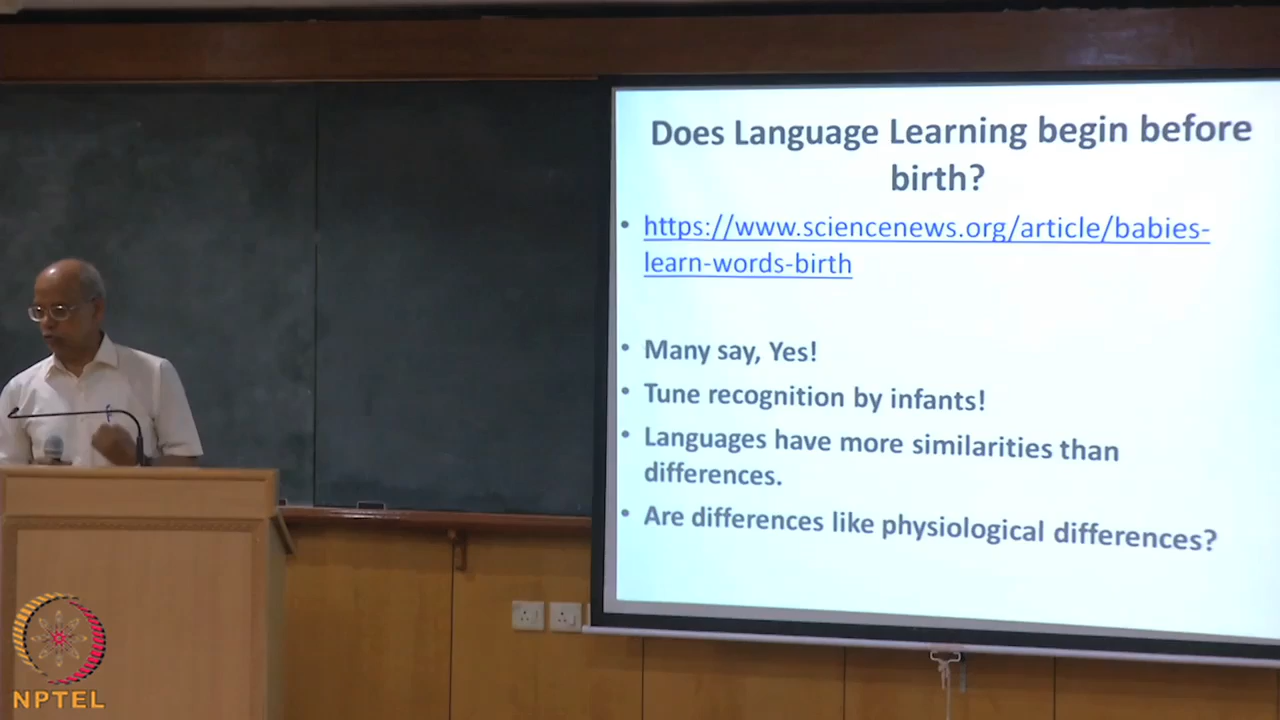 Does Language Learning begin before
birth?
• https://www.sciencenews.org/article/babies-
learn-words-birth
• Many say, Yes!
• Tune recognition by infants!
• Languages have more similarities than
differences.
• Are differences like physiological differences?
NPTEL